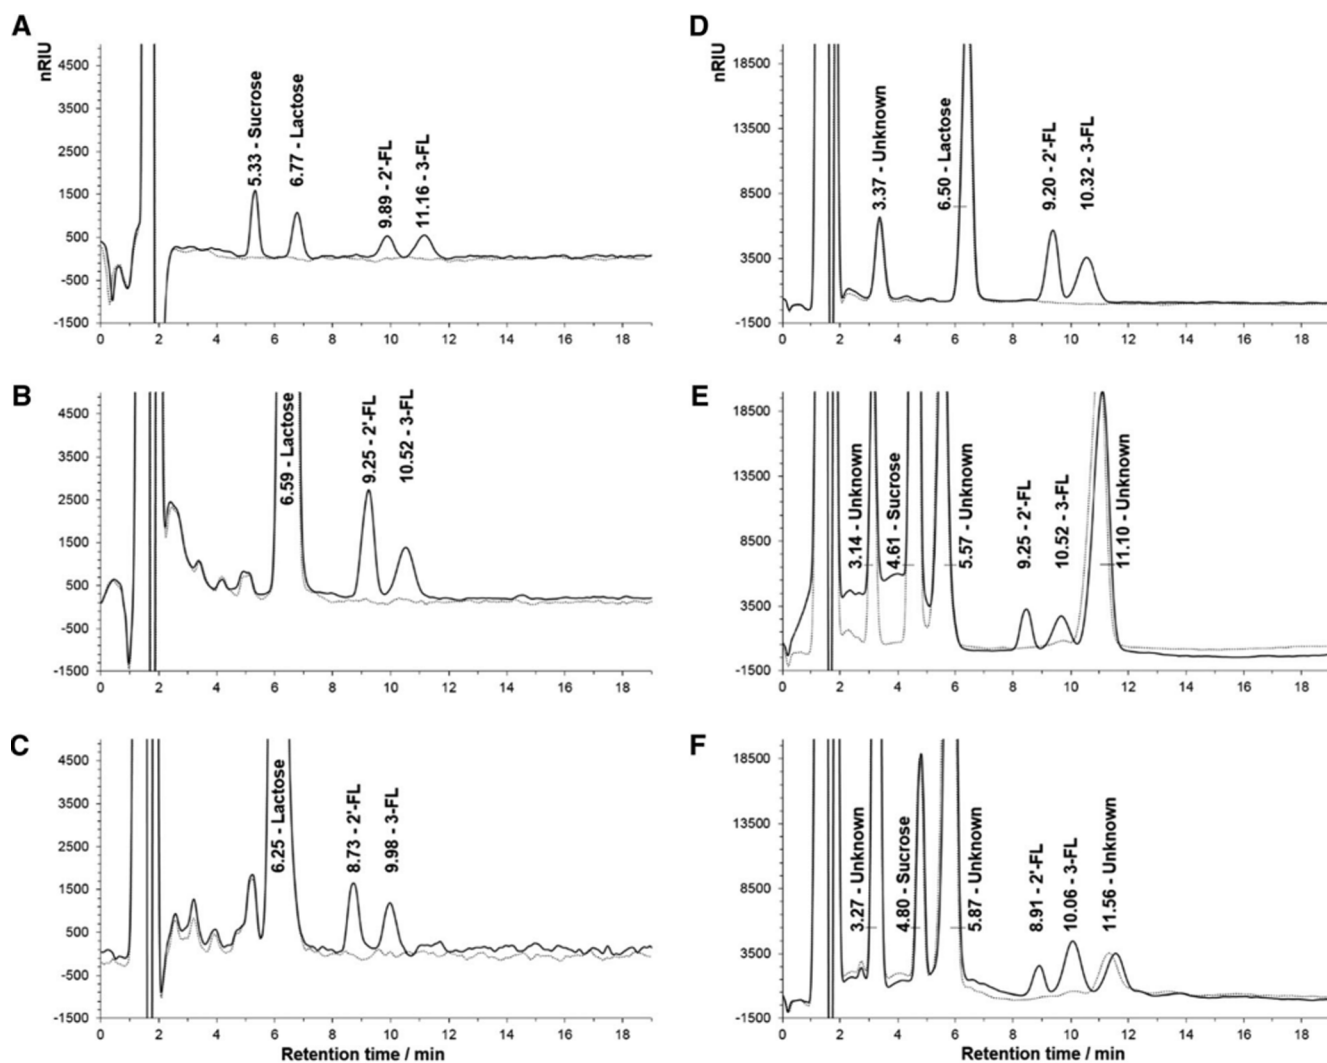 A
nRIU
4500
3500
2500
1500
500
-500
-1500
5.33 - Sucrose
6.77 - Lactose
9.89 - 2'-FL
11.16 - 3-FL
0 2 4 6 8 10 12 14 16 18
B
4500
3500
2500
1500
500
-500
-1500
6.59 - Lactose
9.25 - 2'-FL
10.52 - 3-FL
0 2 4 6 8 10 12 14 16 18
C
4500
3500
2500
1500
500
-500
-1500
6.25 - Lactose
8.73 - 2'-FL
9.98 - 3-FL
0 2 4 6 8 10 12 14 16 18
Retention time / min
D
nRIU
18500
13500
8500
3500
-1500
3.37 - Unknown
6.50 - Lactose
9.20 - 2'-FL
10.32 - 3-FL
0 2 4 6 8 10 12 14 16 18
E
18500
13500
8500
3500
-1500
3.14 - Unknown
4.61 - Sucrose
5.57 - Unknown
9.25 - 2'-FL
10.52 - 3-FL
11.10 - Unknown
0 2 4 6 8 10 12 14 16 18
F
18500
13500
8500
3500
-1500
3.27 - Unknown
4.80 - Sucrose
5.87 - Unknown
8.91 - 2'-FL
10.06 - 3-FL
11.56 - Unknown
0 2 4 6 8 10 12 14 16 18
Retention time / min